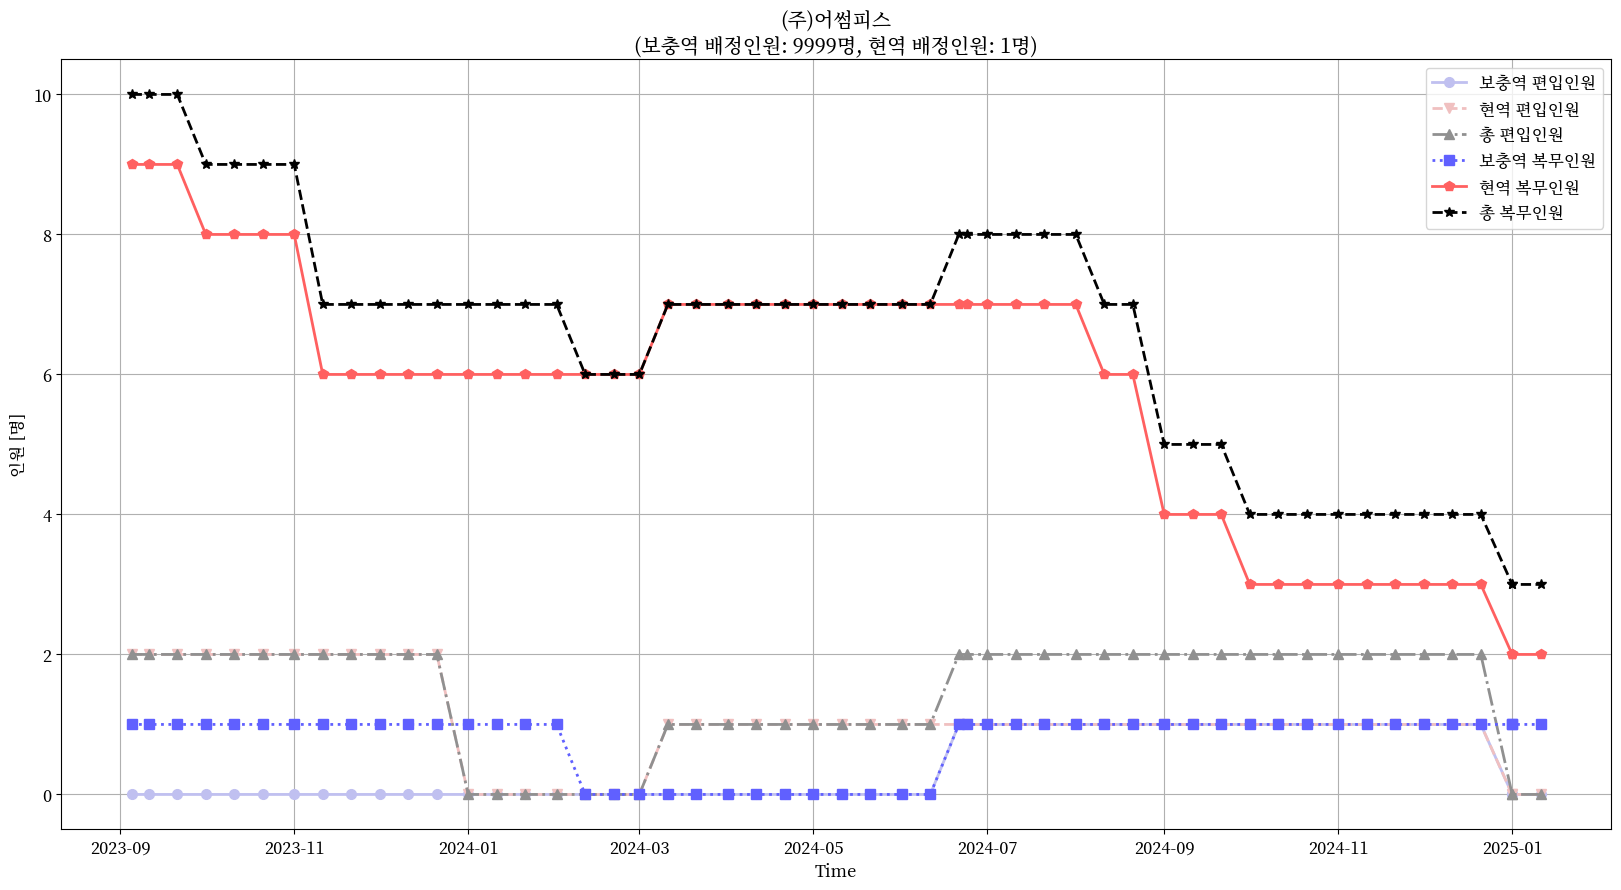 (주)어썸피스
(보충역 배정인원: 9999명, 현역 배정인원: 1명)
보충역 편입인원
현역 편입인원
총 편입인원
보충역 복무인원
현역 복무인원
총 복무인원
인원 [명]
10
8
6
4
2
0
2023-09
2023-11
2024-01
2024-03
2024-05
2024-07
2024-09
2024-11
2025-01
Time